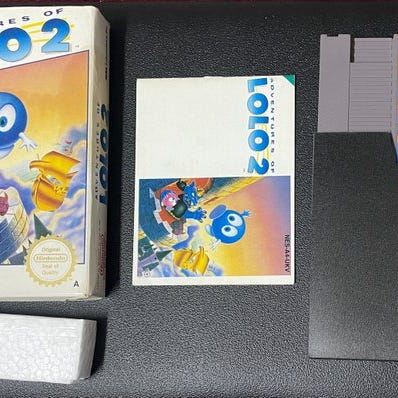 RES OF
LO 2
ADVENTURES OF
LOLO 2
Original
Nintendo
Seal of
Quality
A
ADVENTURES OF
LOLO 2
NES-A4-UKV